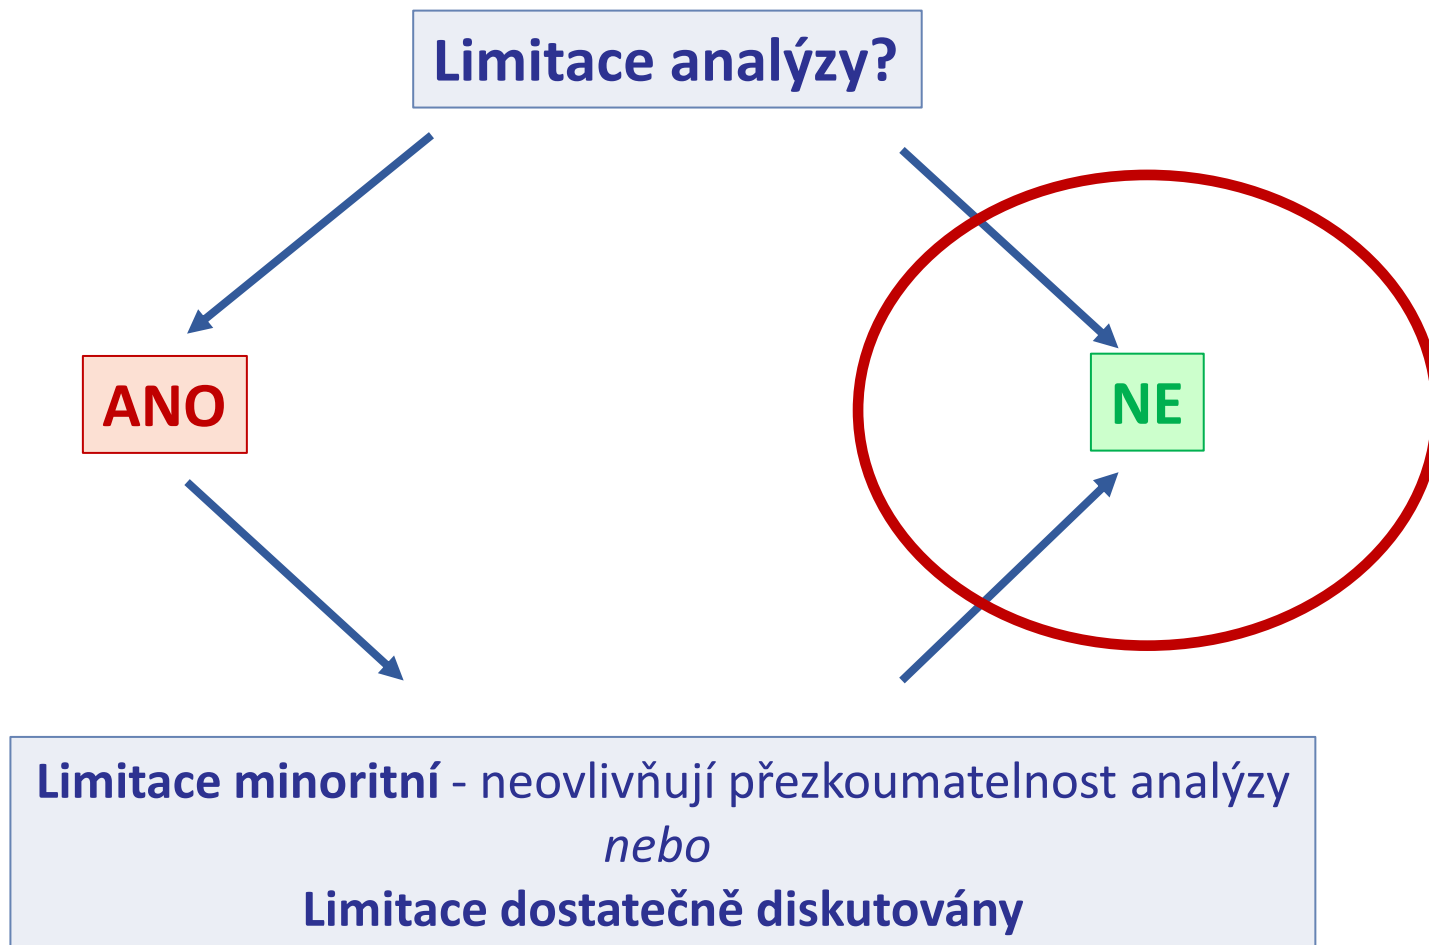 Limitace analýzy?
ANO
NE
Limitace minoritní - neovlivňují přezkoumatelnost analýzy
nebo
Limitace dostatečně diskutovány